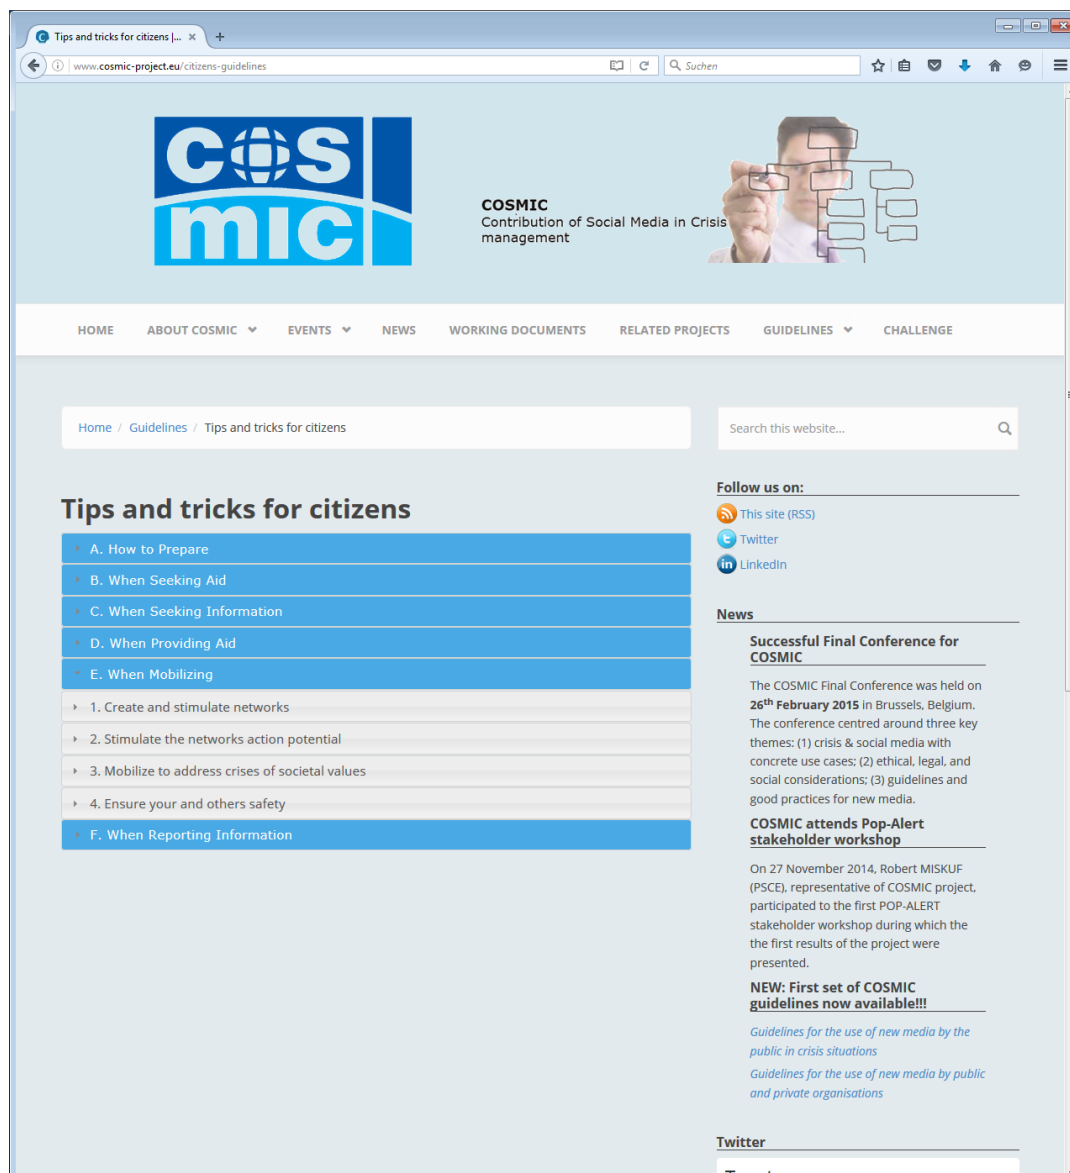 Tips and tricks for citizens |...
www.cosmic-project.eu/citizens-guidelines
Suchen
COSMIC
COSMIC
Contribution of Social Media in Crisis
management
HOME ABOUT COSMIC EVENTS NEWS WORKING DOCUMENTS RELATED PROJECTS GUIDELINES CHALLENGE
Home / Guidelines / Tips and tricks for citizens
Search this website...
Tips and tricks for citizens
A. How to Prepare
B. When Seeking Aid
C. When Seeking Information
D. When Providing Aid
E. When Mobilizing
1. Create and stimulate networks
2. Stimulate the networks action potential
3. Mobilize to address crises of societal values
4. Ensure your and others safety
F. When Reporting Information
Follow us on:
This site (RSS)
Twitter
LinkedIn
News
Successful Final Conference for
COSMIC
The COSMIC Final Conference was held on
26th February 2015 in Brussels, Belgium.
The conference centred around three key
themes: (1) crisis & social media with
concrete use cases; (2) ethical, legal, and
social considerations; (3) guidelines and
good practices for new media.
COSMIC attends Pop-Alert
stakeholder workshop
On 27 November 2014, Robert MISKUF
(PSCE), representative of COSMIC project,
participated to the first POP-ALERT
stakeholder workshop during which the
the first results of the project were
presented.
NEW: First set of COSMIC
guidelines now available!!!
Guidelines for the use of new media by the
public in crisis situations
Guidelines for the use of new media by public
and private organisations
Twitter